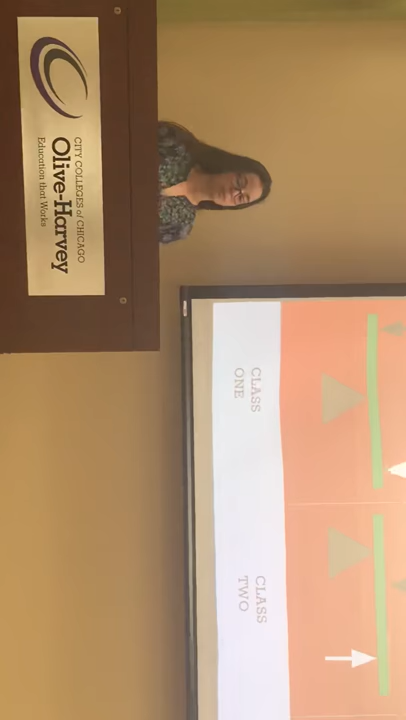 CITY COLLEGES of CHICAGO
Olive-Harvey
Education that Works
CLASS
ONE
CLASS
TWO